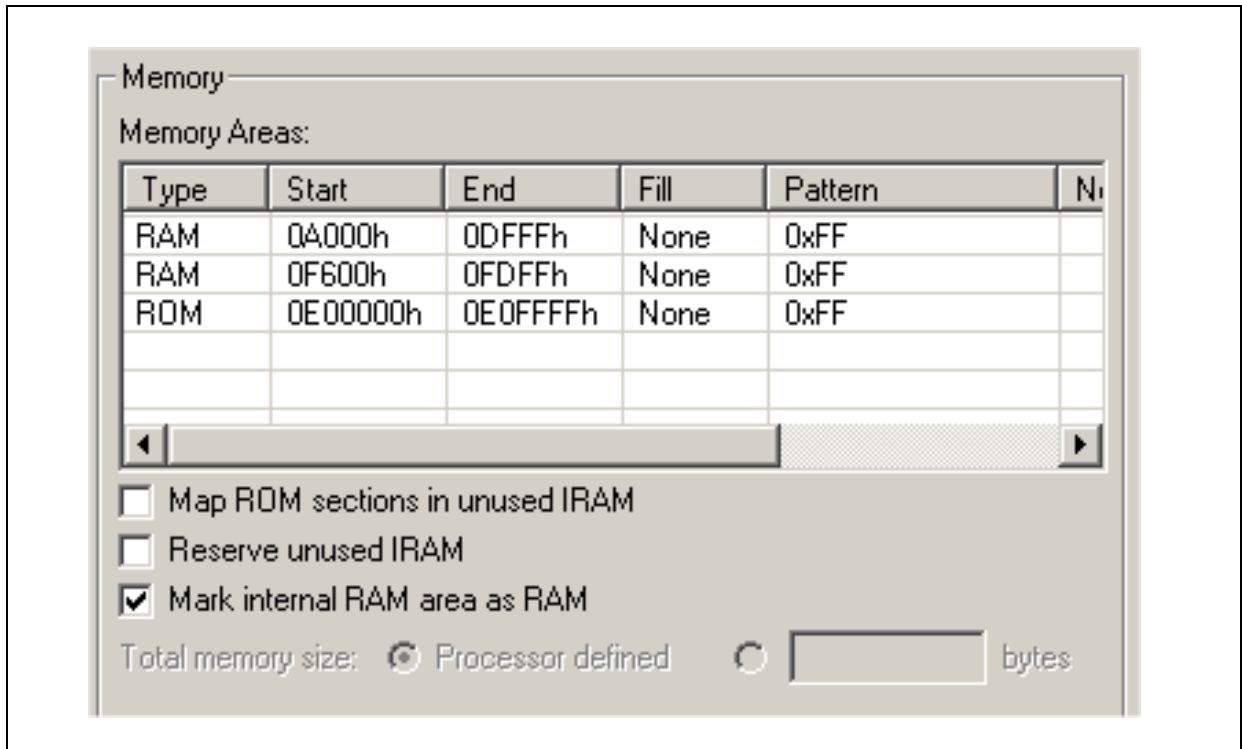 Memory
Memory Areas:
Type Start End Fill Pattern
RAM 0A000h 0DFFFh None 0xFF
RAM 0F600h 0FDFFh None 0xFF
ROM 0E00000h 0E0FFFFh None 0xFF
Map ROM sections in unused IRAM
Reserve unused IRAM
Mark internal RAM area as RAM
Total memory size: Processor defined bytes